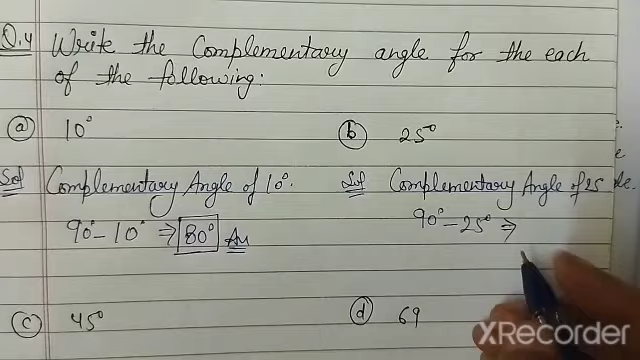 Q.4 Write the Complementary angle for the each
of the following:
(a) 10° (b) 25°
Sol Complementary Angle of 10°. Sol Complementary Angle of 25
90° - 10° ⇒ 80° An 90° - 25° ⇒
(c) 45° (d) 69
XRecorder